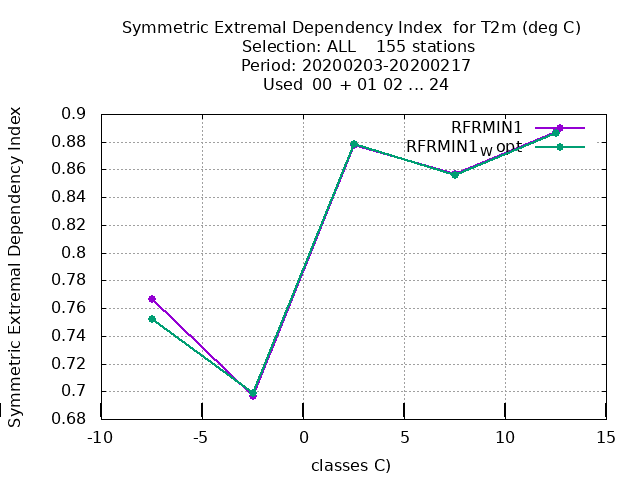 Symmetric Extremal Dependency Index  for T2m (deg C)
Selection: ALL    155 stations
Period: 20200203-20200217
Used  00 + 01 02 ... 24
Symmetric Extremal Dependency Index
0.9
0.88
0.86
0.84
0.82
0.8
0.78
0.76
0.74
0.72
0.7
0.68
RFRMIN1
RFRMIN1wopt
-10 -5 0 5 10 15
classes C)